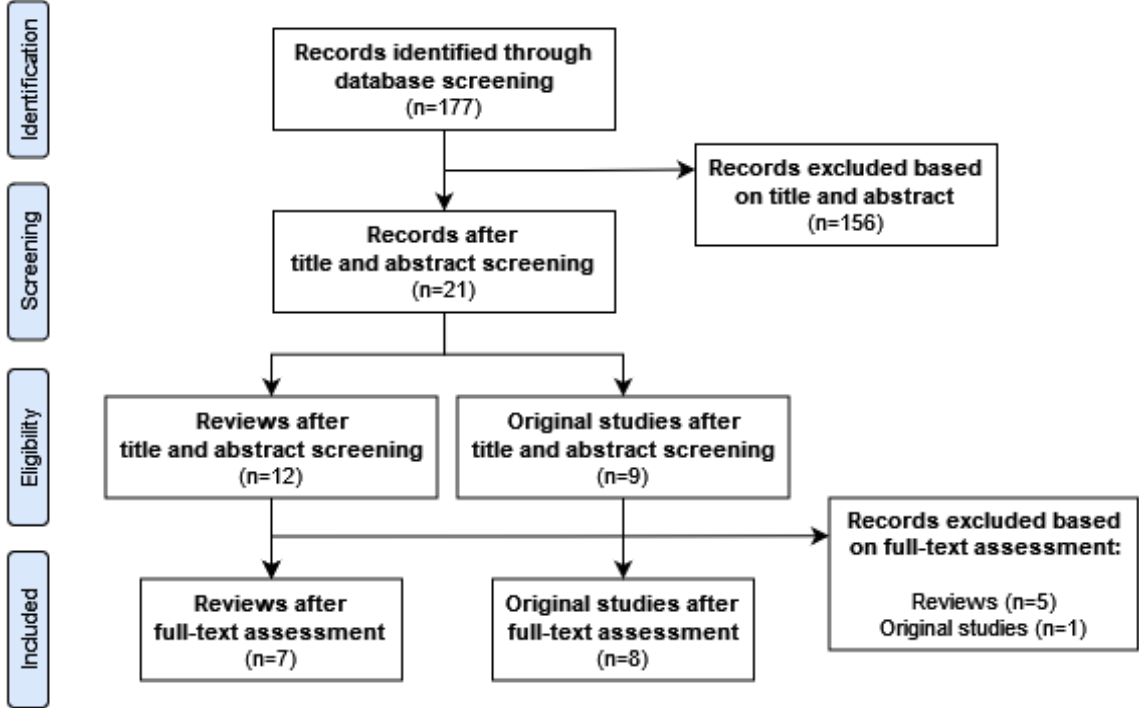 Identification
Records identified through
database screening
(n=177)
Records excluded based
on title and abstract
(n=156)
Screening
Records after
title and abstract screening
(n=21)
Eligibility
Reviews after
title and abstract screening
(n=12)
Original studies after
title and abstract screening
(n=9)
Records excluded based
on full-text assessment:
Reviews (n=5)
Original studies (n=1)
Included
Reviews after
full-text assessment
(n=7)
Original studies after
full-text assessment
(n=8)